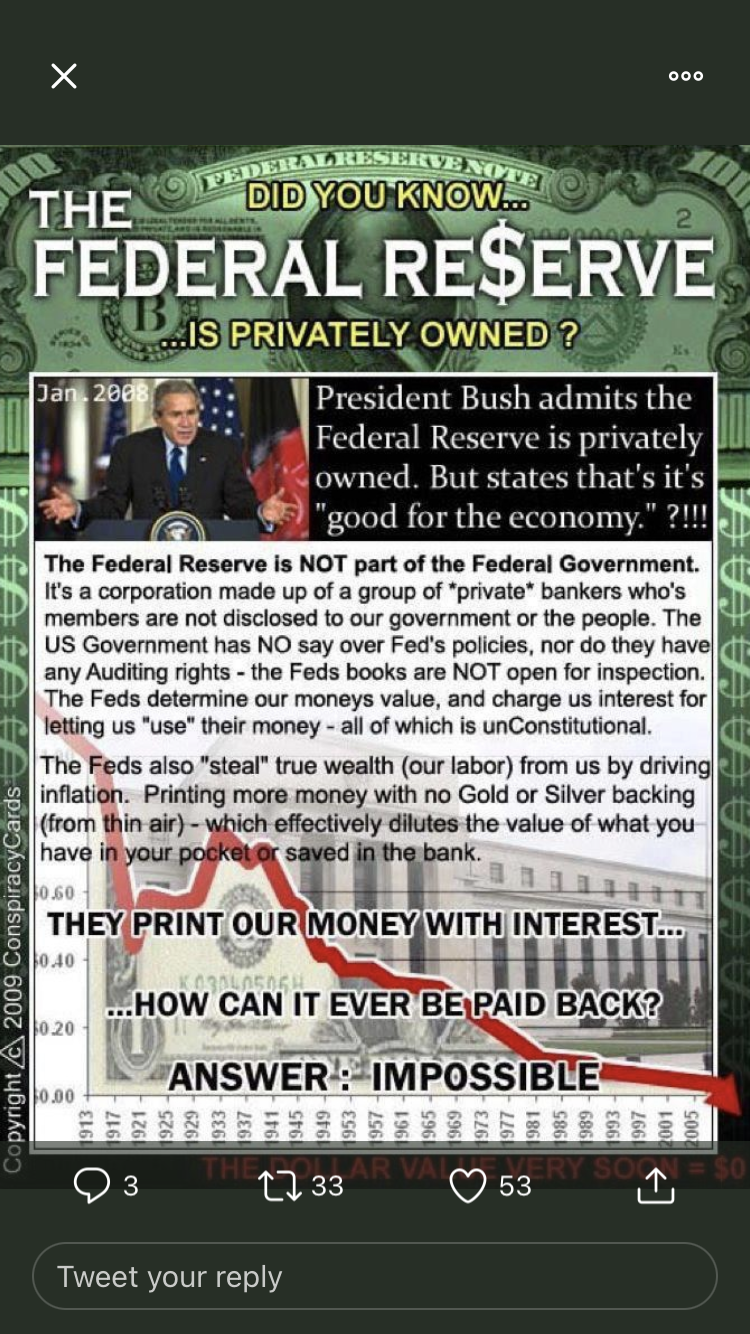 FEDERAL RESERVE NOTE
DID YOU KNOW...
THE
FEDERAL RE$ERVE
...IS PRIVATELY OWNED ?
2
B
Jan.2008
President Bush admits the
Federal Reserve is privately
owned. But states that's it's
"good for the economy." ?!!!
The Federal Reserve is NOT part of the Federal Government.
It's a corporation made up of a group of *private* bankers who's
members are not disclosed to our government or the people. The
US Government has NO say over Fed's policies, nor do they have
any Auditing rights - the Feds books are NOT open for inspection.
The Feds determine our moneys value, and charge us interest for
letting us "use" their money - all of which is unConstitutional.
The Feds also "steal" true wealth (our labor) from us by driving
inflation. Printing more money with no Gold or Silver backing
(from thin air) - which effectively dilutes the value of what you
have in your pocket or saved in the bank.
$0.60
THEY PRINT OUR MONEY WITH INTEREST...
$0.40
...HOW CAN IT EVER BE PAID BACK?
$0.20
ANSWER : IMPOSSIBLE
$0.00
1913 1917 1921 1925 1929 1933 1937 1941 1945 1949 1953 1957 1961 1965 1969 1973 1977 1981 1985 1989 1993 1997 2001 2005
Copyright (C) 2009 ConspiracyCards
THE DOLLAR VALUE VERY SOON = $0
3
33
53
Tweet your reply